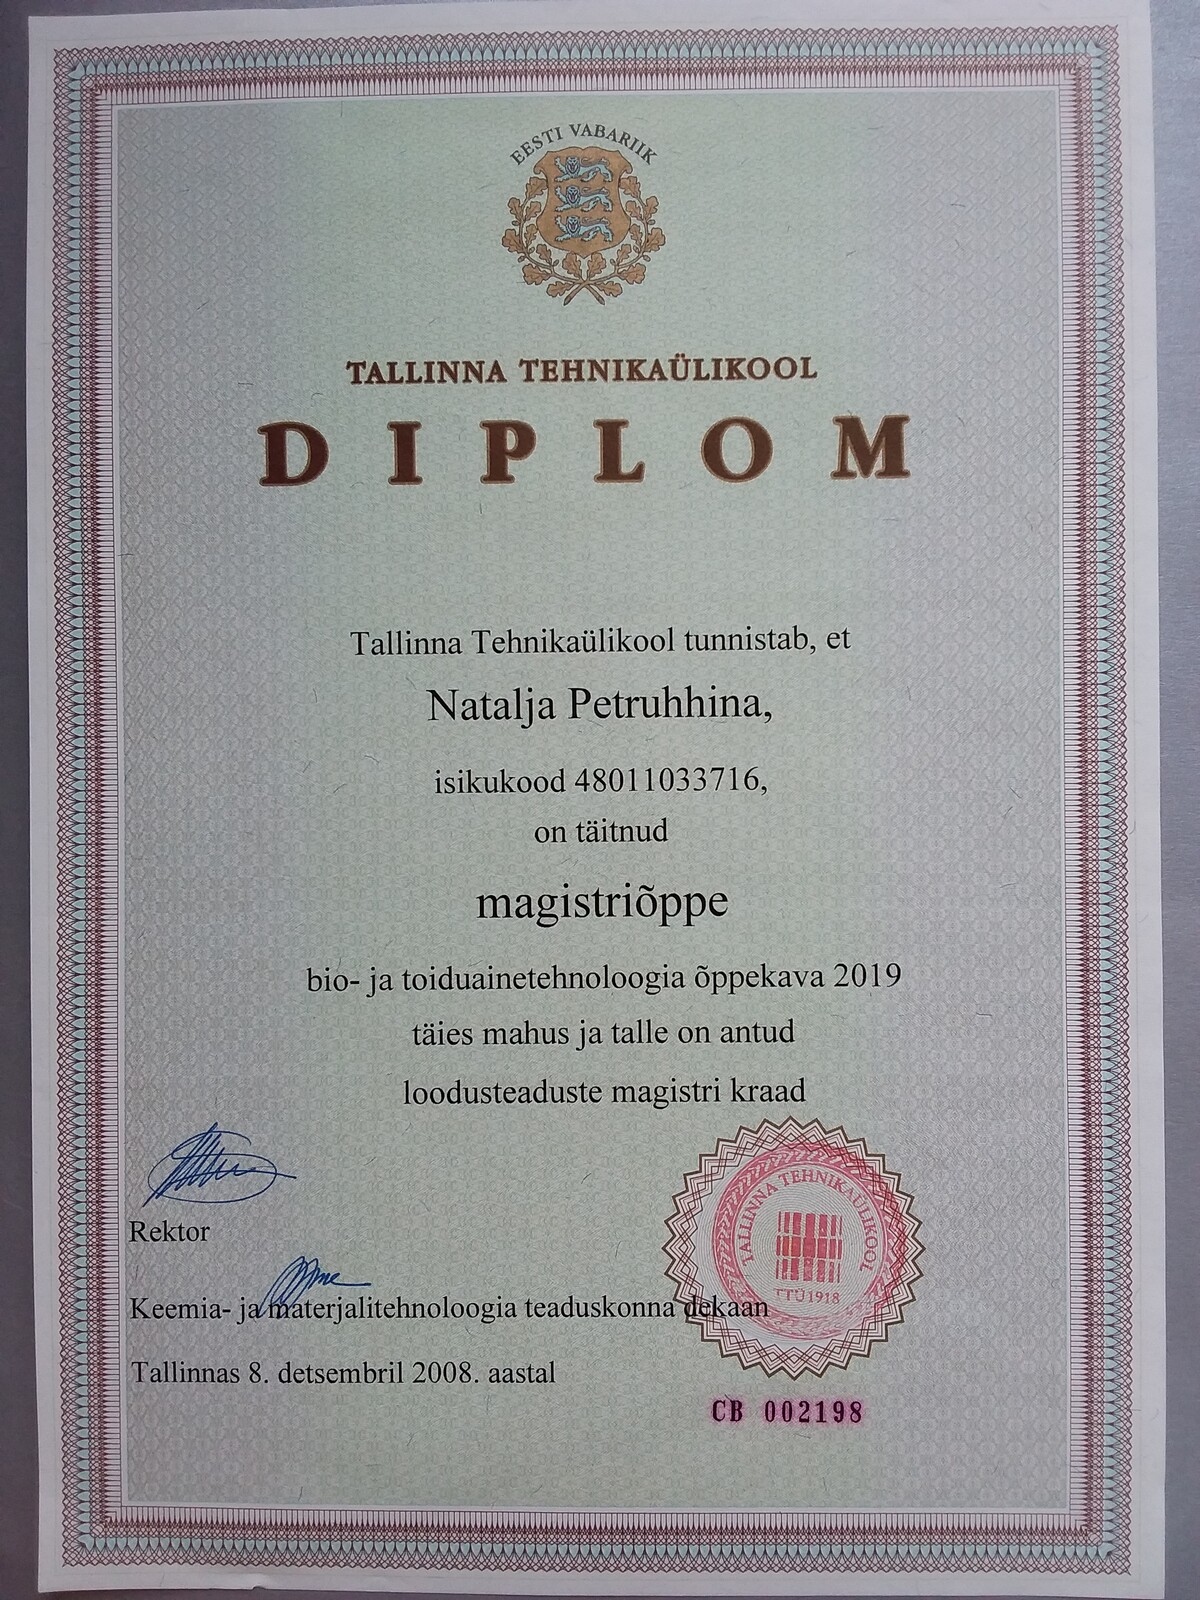 EESTI VABARIIK
TALLINNA TEHNIKAÜLIKOOL
DIPLOM
Tallinna Tehnikaülikool tunnistab, et
Natalja Petruhhina,
isikukood 48011033716,
on täitnud
magistriõppe
bio- ja toiduainetehnoloogia õppekava 2019
täies mahus ja talle on antud
loodusteaduste magistri kraad
Rektor
Keemia- ja materjalitehnoloogia teaduskonna dekaan
Tallinnas 8. detsembril 2008. aastal
TALLINNA TEHNIKAÜLIKOOL
TTÜ1918
CB 002198